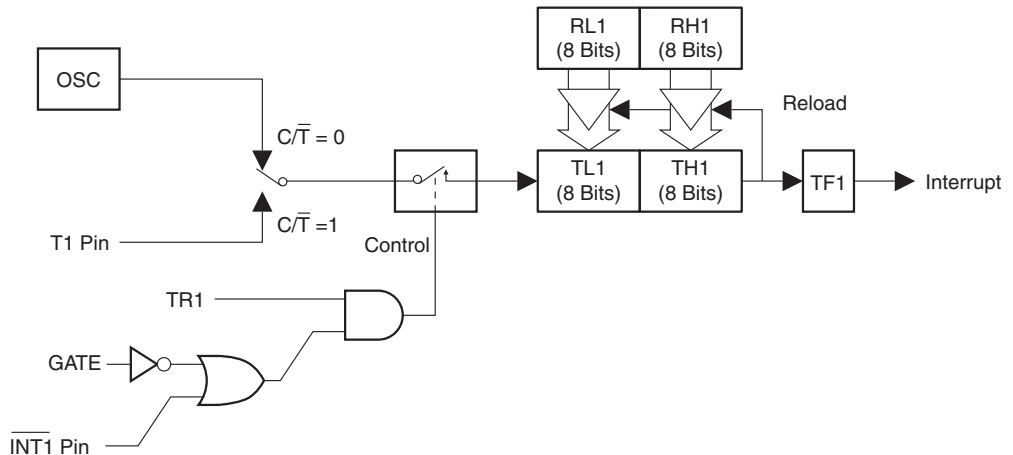 RL1
(8 Bits)
RH1
(8 Bits)
OSC
Reload
C/T̅ = 0
TL1
(8 Bits)
TH1
(8 Bits)
TF1
Interrupt
C/T̅ =1
T1 Pin
Control
TR1
GATE
I̅N̅T̅1̅ Pin